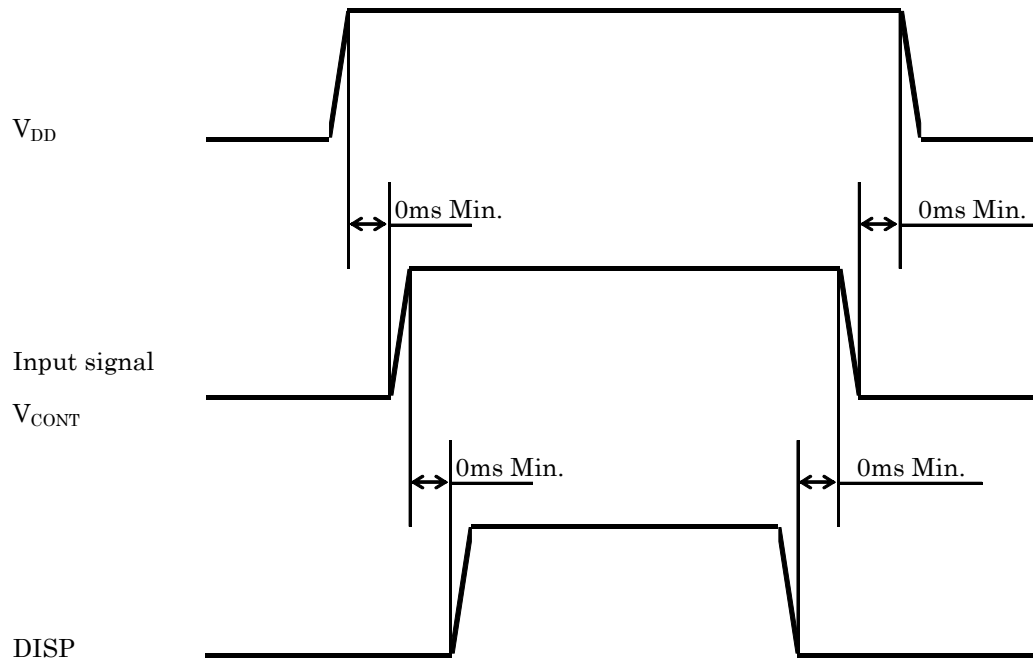 V_DD
0ms Min. 0ms Min.
Input signal
V_CONT
0ms Min. 0ms Min.
DISP